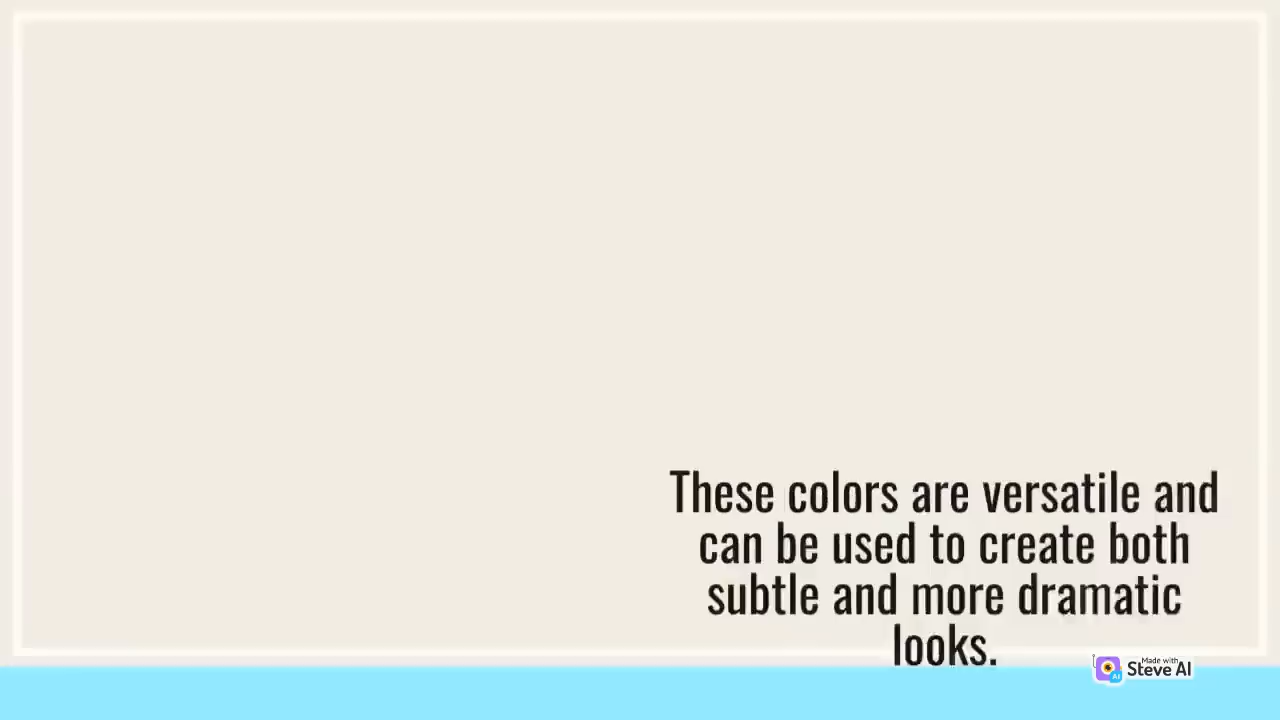 These colors are versatile and
can be used to create both
subtle and more dramatic
looks.
Made with
Steve AI
AI